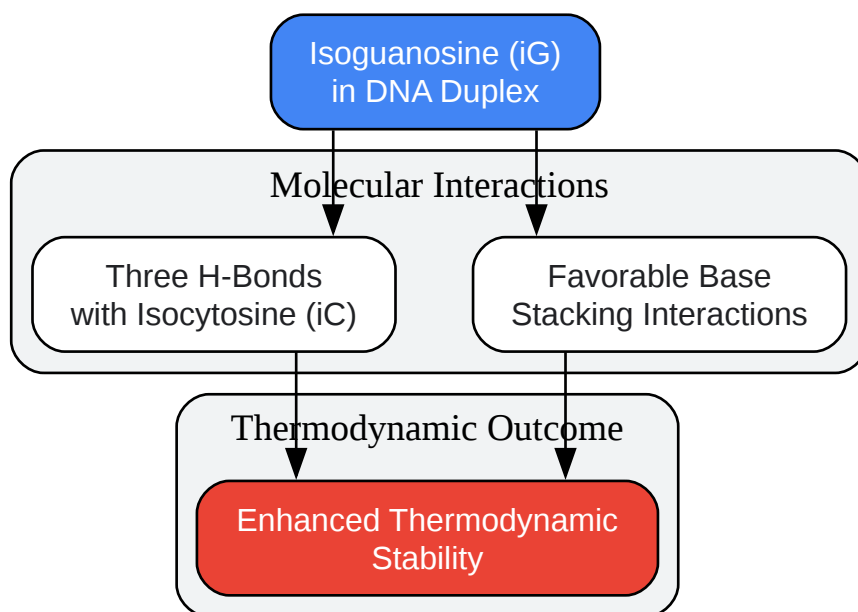 Isoguanosine (iG)
in DNA Duplex
Molecular Interactions
Three H-Bonds
with Isocytosine (iC)
Favorable Base
Stacking Interactions
Thermodynamic Outcome
Enhanced Thermodynamic
Stability